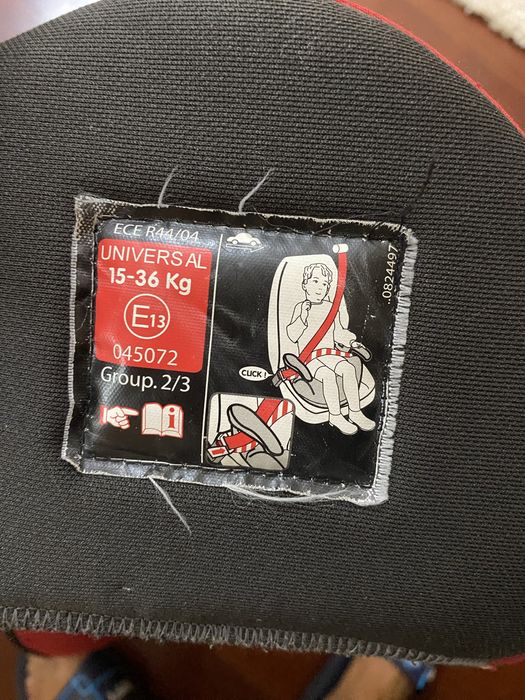 ECE R44/04
UNIVERSAL
15-36 Kg
E13
045072
Group. 2/3
CLICK !
..0824497